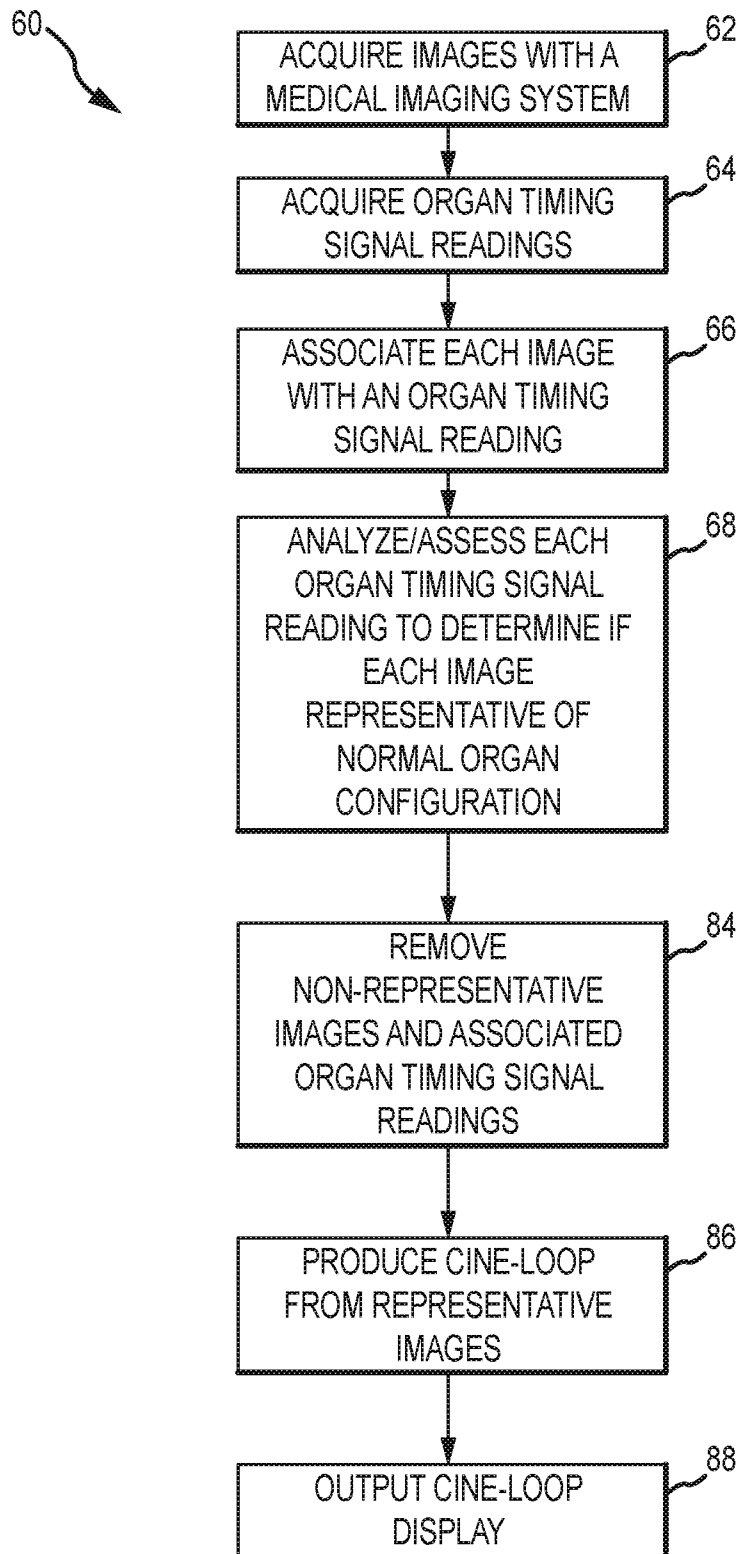 60
62
ACQUIRE IMAGES WITH A
MEDICAL IMAGING SYSTEM
64
ACQUIRE ORGAN TIMING
SIGNAL READINGS
66
ASSOCIATE EACH IMAGE
WITH AN ORGAN TIMING
SIGNAL READING
68
ANALYZE/ASSESS EACH
ORGAN TIMING SIGNAL
READING TO DETERMINE IF
EACH IMAGE
REPRESENTATIVE OF
NORMAL ORGAN
CONFIGURATION
84
REMOVE
NON-REPRESENTATIVE
IMAGES AND ASSOCIATED
ORGAN TIMING SIGNAL
READINGS
86
PRODUCE CINE-LOOP
FROM REPRESENTATIVE
IMAGES
88
OUTPUT CINE-LOOP
DISPLAY